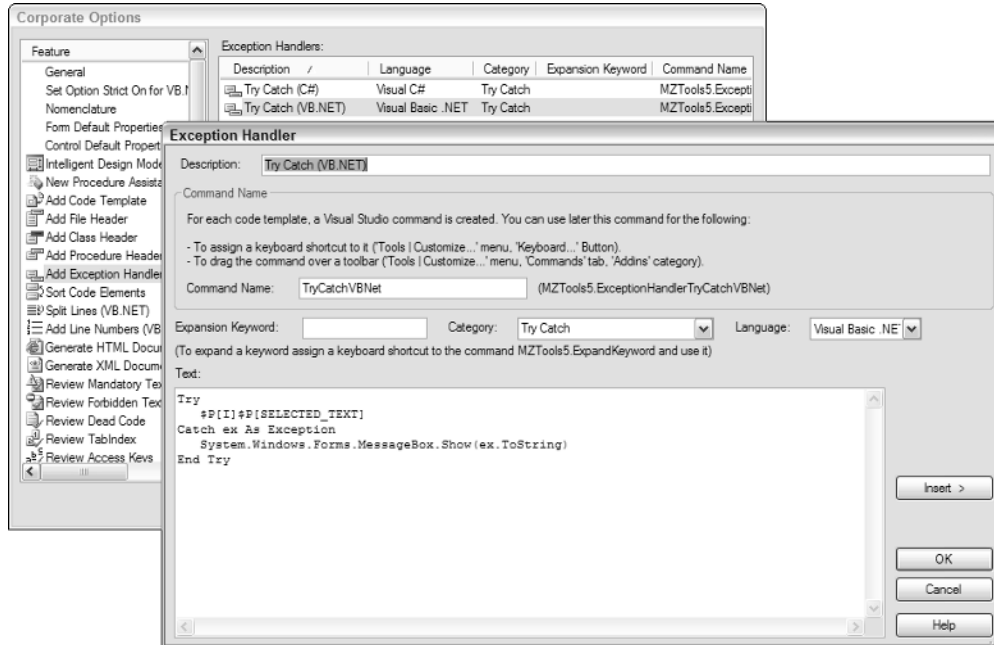 Corporate Options
Feature
General
Set Option Strict On for VB.N
Nomenclature
Form Default Properties
Control Default Propert
Intelligent Design Mode
New Procedure Assista
Add Code Template
Add File Header
Add Class Header
Add Procedure Header
Add Exception Handler
Sort Code Elements
Split Lines (VB.NET)
Add Line Numbers (VB
Generate HTML Docu
Generate XML Docum
Review Mandatory Tex
Review Forbidden Text
Review Dead Code
Review TabIndex
Review Access Keys
Exception Handlers:
Description / Language Category Expansion Keyword Command Name
Try Catch (C#) Visual C# Try Catch MZTools5.Excepti
Try Catch (VB.NET) Visual Basic .NET Try Catch MZTools5.Excepti
Exception Handler
Description: Try Catch (VB.NET)
Command Name
For each code template, a Visual Studio command is created. You can use later this command for the following:
- To assign a keyboard shortcut to it ('Tools | Customize...' menu, 'Keyboard...' Button).
- To drag the command over a toolbar ('Tools | Customize...' menu, 'Commands' tab, 'Addins' category).
Command Name: TryCatchVBNet (MZTools5.ExceptionHandlerTryCatchVBNet)
Expansion Keyword: Category: Try Catch Language: Visual Basic .NET
(To expand a keyword assign a keyboard shortcut to the command MZTools5.ExpandKeyword and use it)
Text:
Try
$P[I]$P[SELECTED_TEXT]
Catch ex As Exception
System.Windows.Forms.MessageBox.Show(ex.ToString)
End Try
Insert >
OK
Cancel
Help